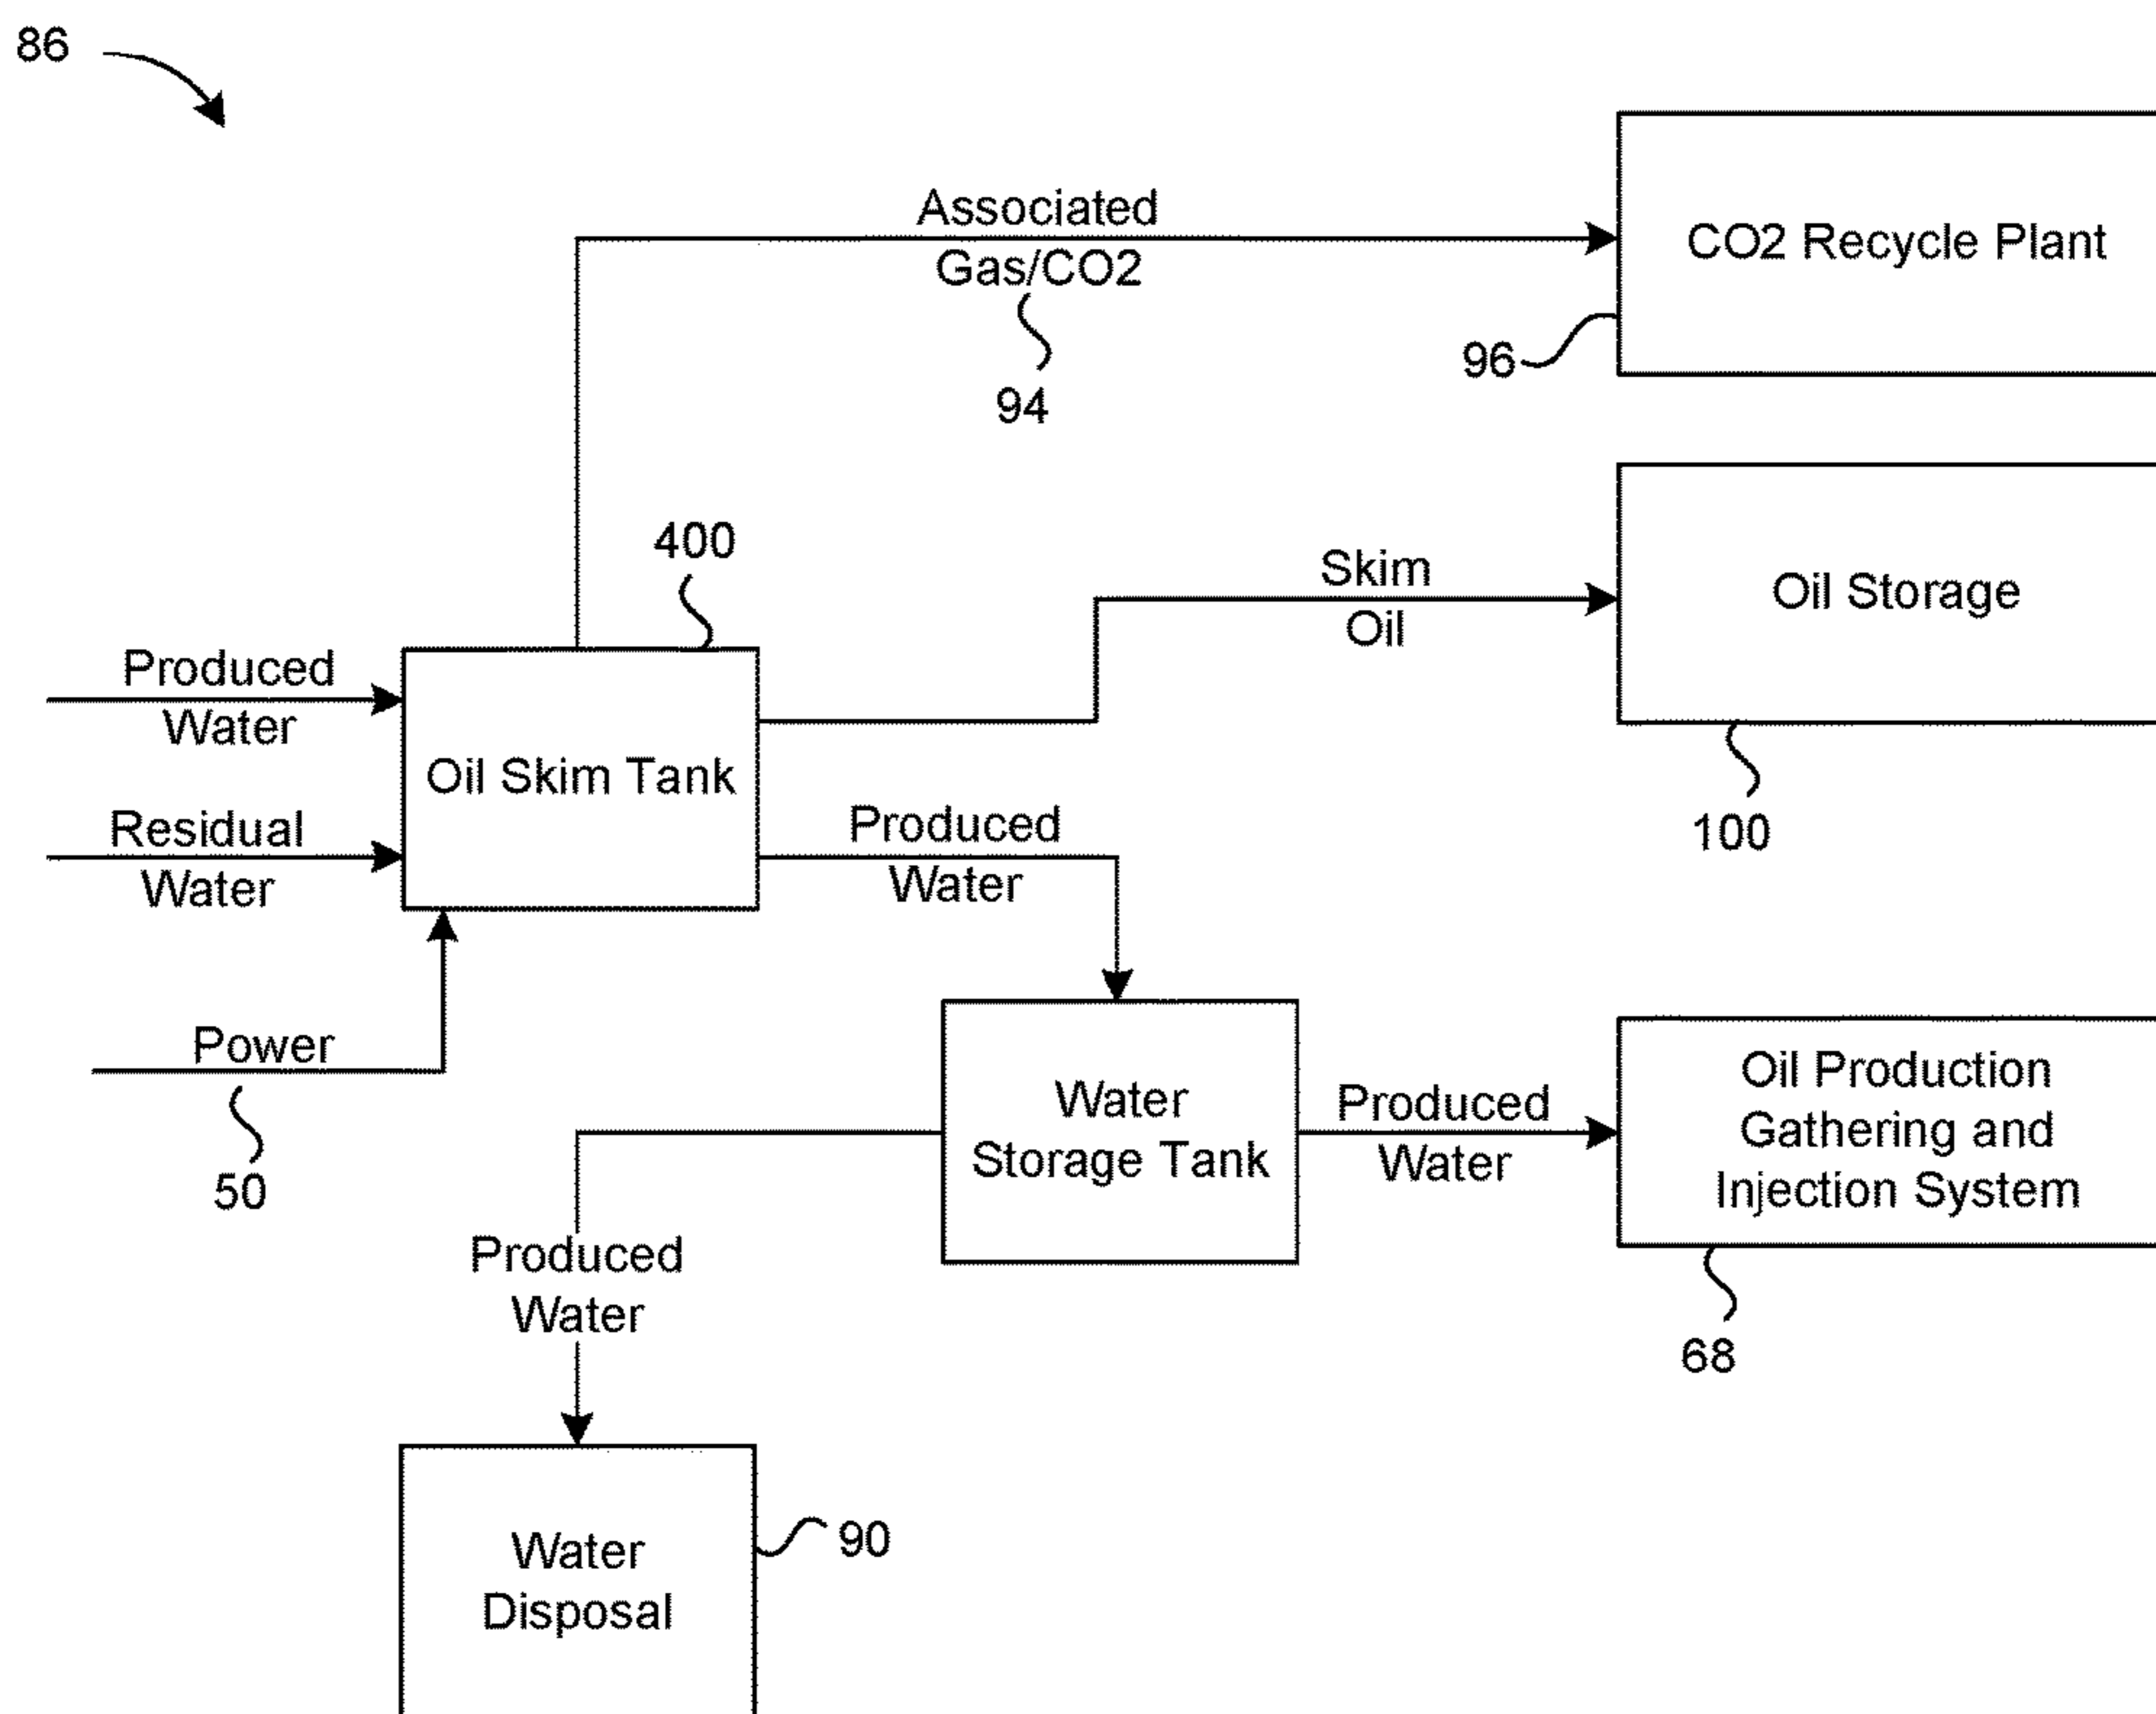 86
Associated
Gas/CO2
94
CO2 Recycle Plant
96
400
Skim
Oil
Oil Storage
100
Produced
Water
Oil Skim Tank
Residual
Water
Produced
Water
Power
50
Water
Storage Tank
Produced
Water
Oil Production
Gathering and
Injection System
68
Produced
Water
Water
Disposal
90